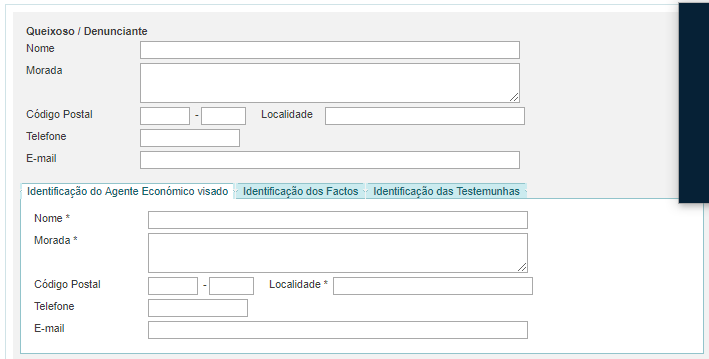 Queixoso / Denunciante
Nome
Morada
Código Postal - Localidade
Telefone
E-mail
Identificação do Agente Económico visado Identificação dos Factos Identificação das Testemunhas
Nome *
Morada *
Código Postal - Localidade *
Telefone
E-mail